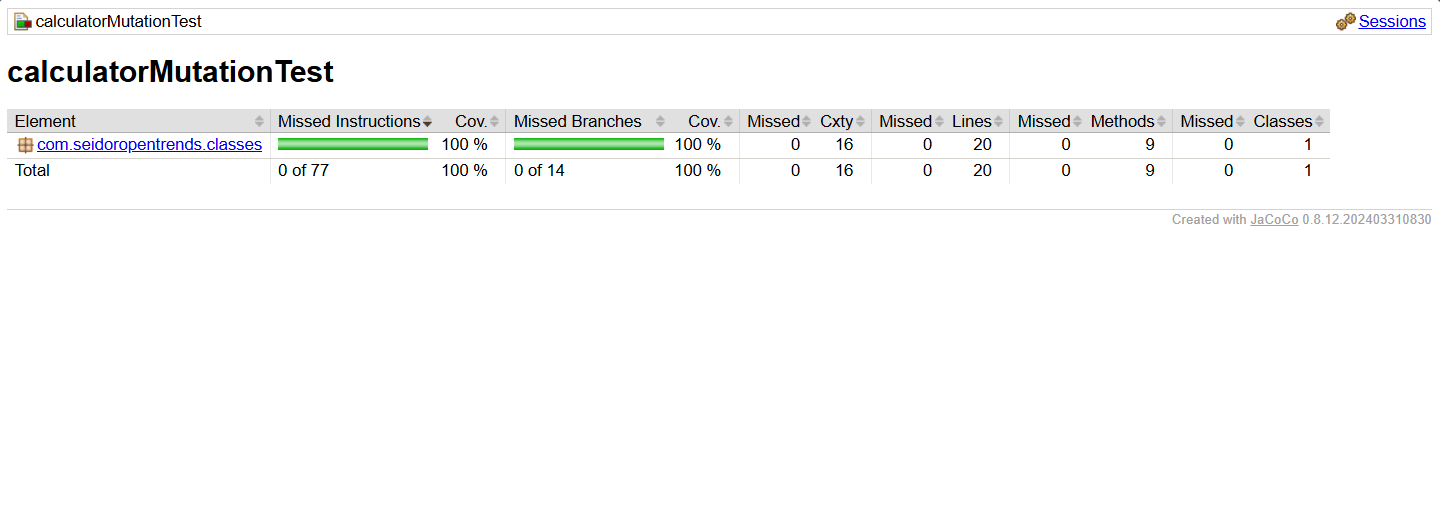 calculatorMutationTest Sessions
calculatorMutationTest
Element Missed Instructions Cov. Missed Branches Cov. Missed Cxty Missed Lines Missed Methods Missed Classes
com.seidoropentrends.classes 100 % 100 % 0 16 0 20 0 9 0 1
Total 0 of 77 100 % 0 of 14 100 % 0 16 0 20 0 9 0 1
Created with JaCoCo 0.8.12.202403310830